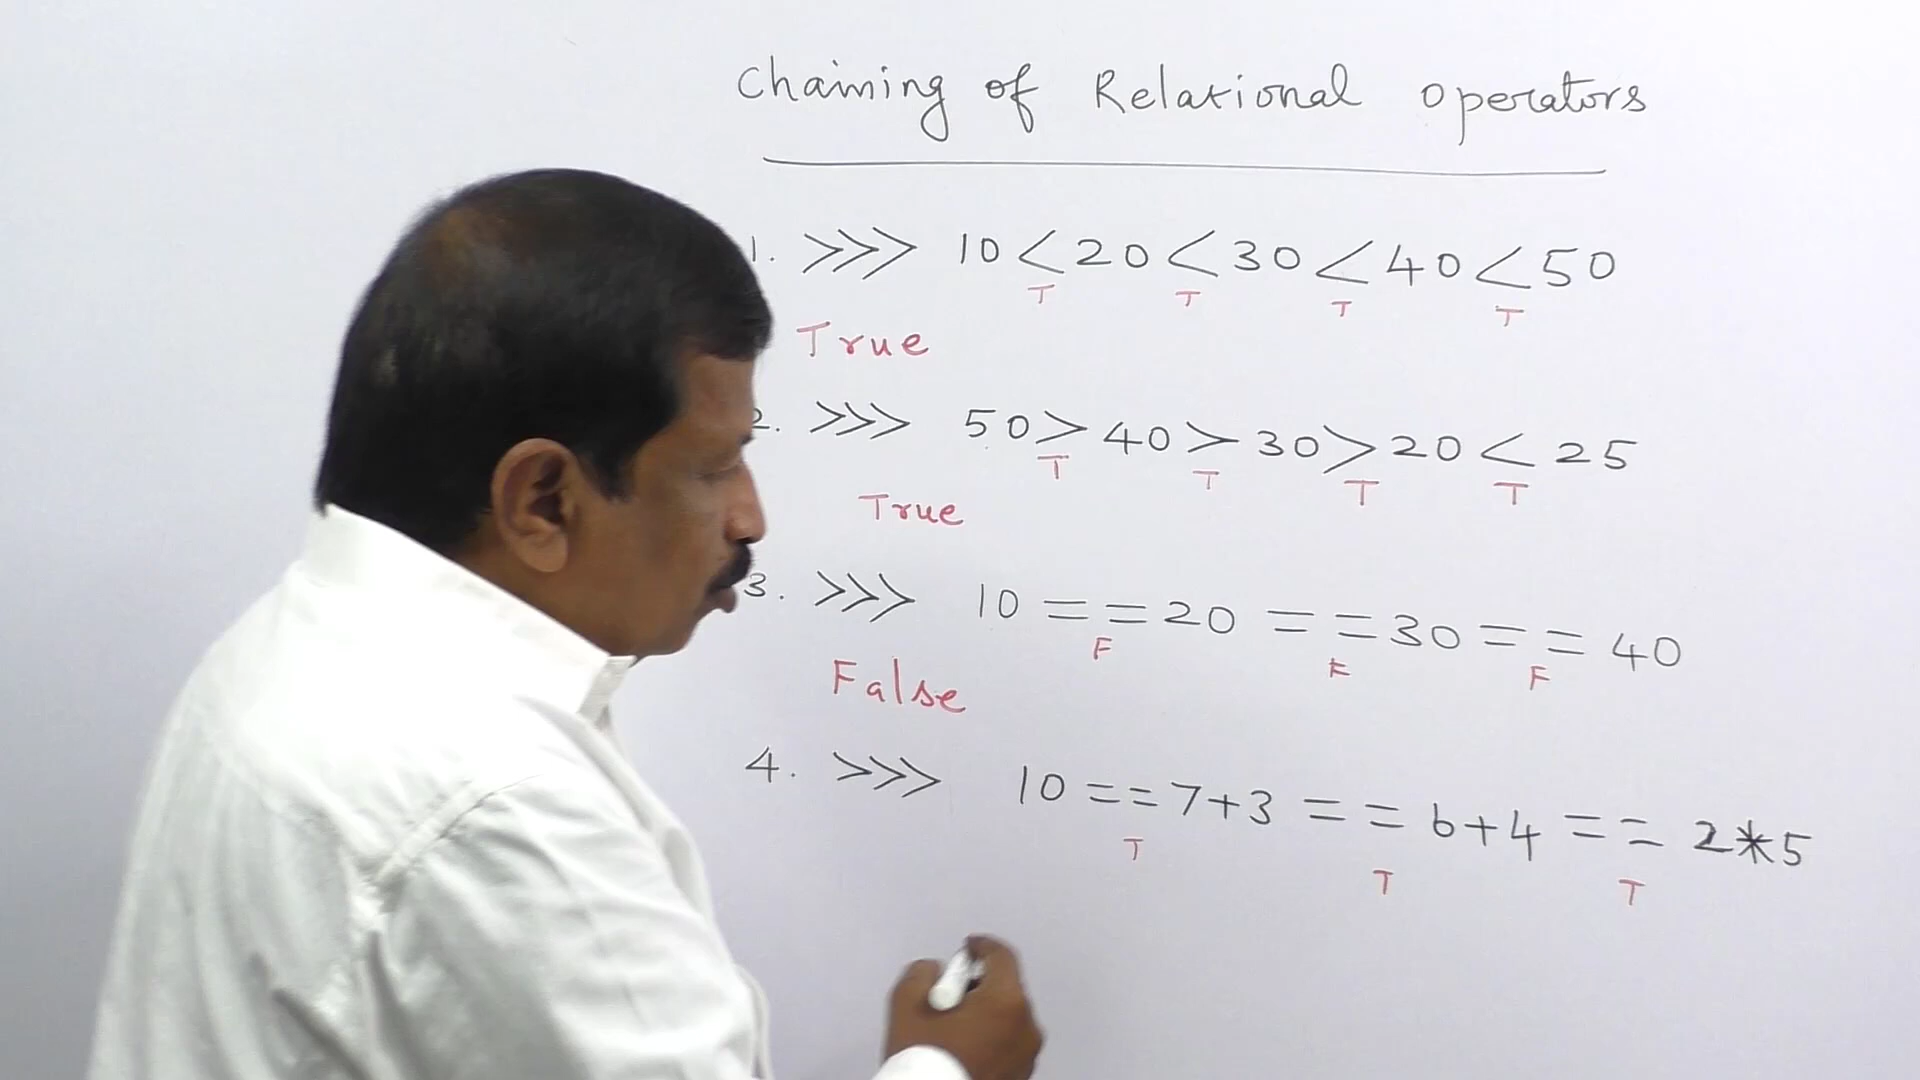 Chaining of Relational Operators
1. >>> 10 < 20 < 30 < 40 < 50
T T T T
True
2. >>> 50 > 40 > 30 > 20 < 25
T T T T
True
3. >>> 10 == 20 == 30 == 40
F F F
False
4. >>> 10 == 7+3 == 6+4 == 2*5
T T T